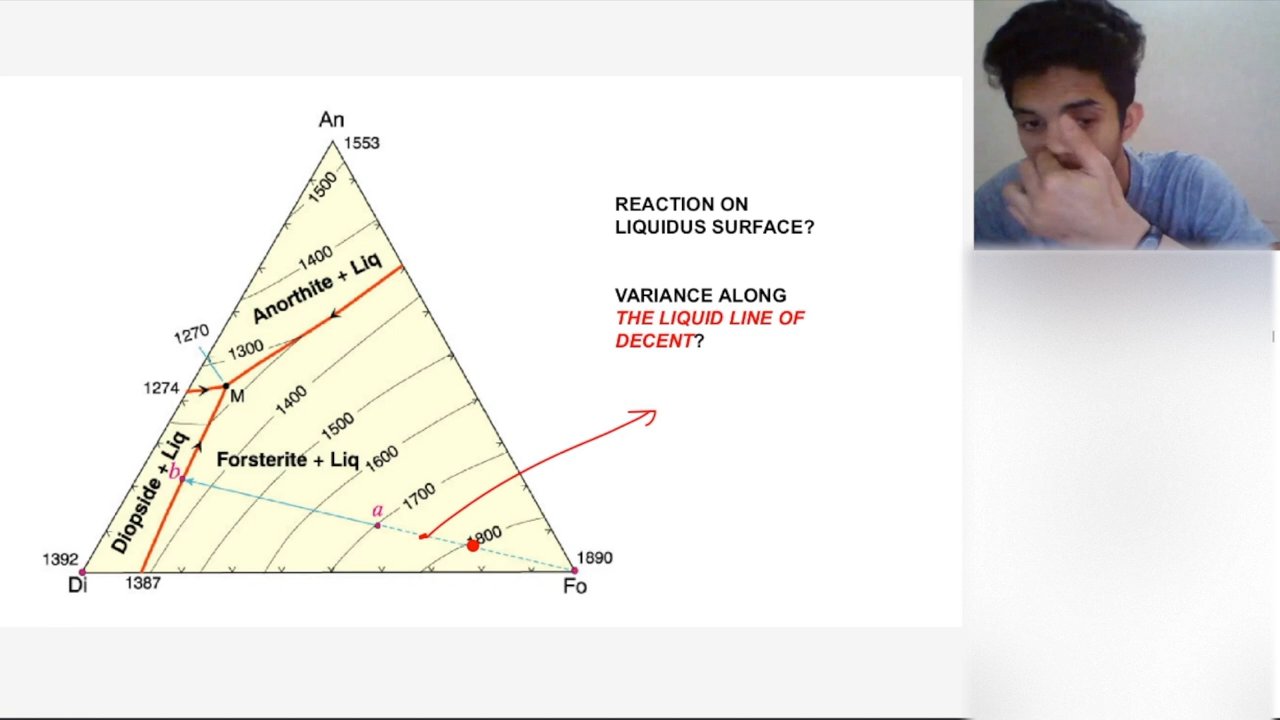 An
1553
1500
1400
Anorthite + Liq
1270
1300
1274
M
1400
1500
Diopside + Liq
b
Forsterite + Liq
1600
1700
a
1800
1392
1890
Di
1387
Fo
REACTION ON
LIQUIDUS SURFACE?
VARIANCE ALONG
THE LIQUID LINE OF
DECENT?